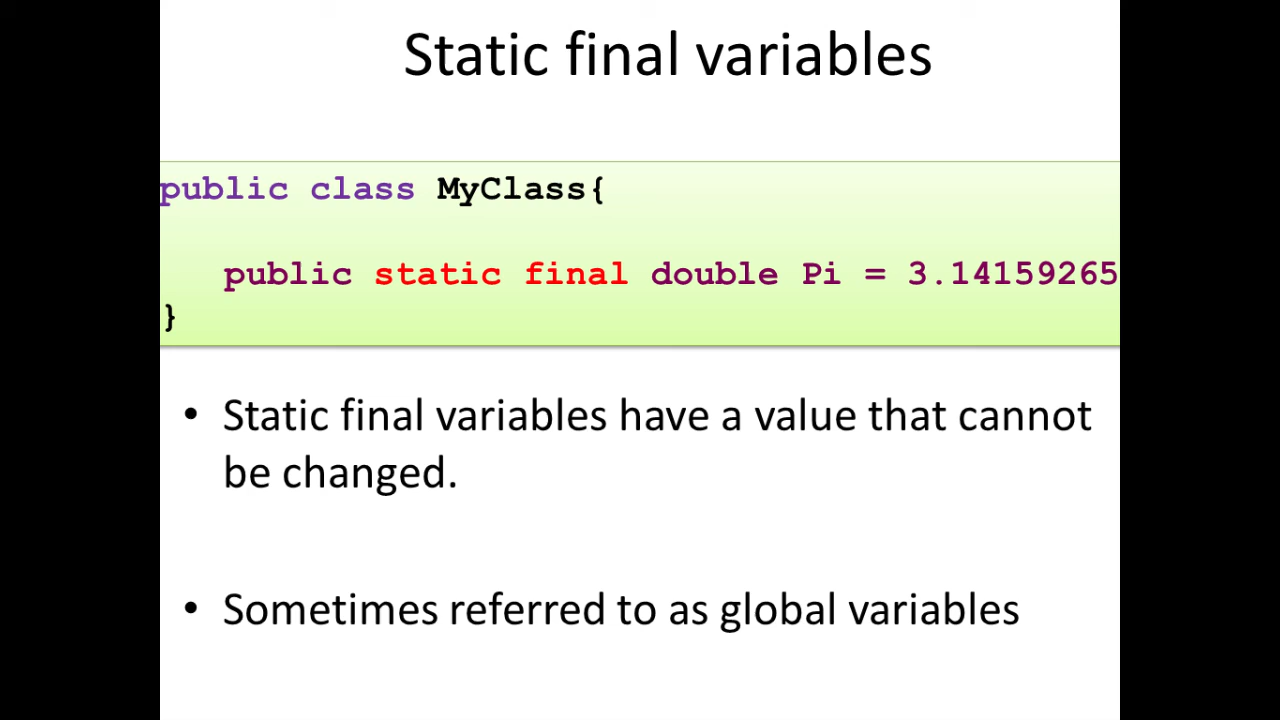 Static final variables
public class MyClass{
public static final double Pi = 3.14159265
}
• Static final variables have a value that cannot
be changed.
• Sometimes referred to as global variables